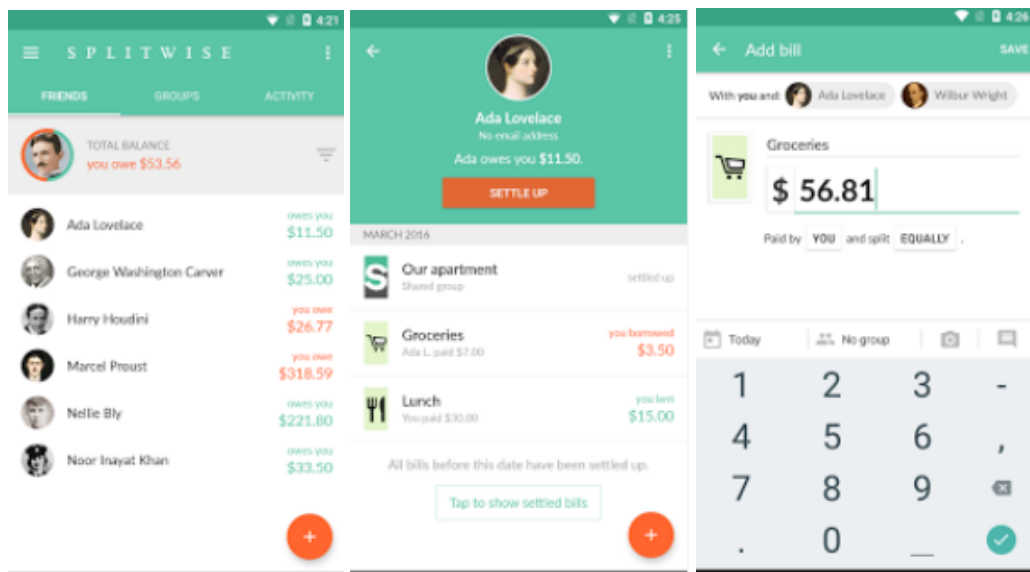 4:21
S P L I T W I S E
FRIENDS GROUPS ACTIVITY
TOTAL BALANCE
you owe $53.56
owes you
Ada Lovelace
$11.50
owes you
George Washington Carver
$25.00
you owe
Harry Houdini
$26.77
you owe
Marcel Proust
$318.59
owes you
Nellie Bly
$221.80
owes you
Noor Inayat Khan
$33.50
+
4:25
Ada Lovelace
No email address
Ada owes you $11.50.
SETTLE UP
MARCH 2016
Our apartment
settled up
Shared group
Groceries
you borrowed
Ada L. paid $7.00
$3.50
Lunch
you lent
You paid $30.00
$15.00
All bills before this date have been settled up.
Tap to show settled bills
+
4:26
Add bill SAVE
With you and: Ada Lovelace Wilbur Wright
Groceries
$ 56.81
Paid by YOU and split EQUALLY .
Today No group
1 2 3 -
4 5 6 ,
7 8 9
. 0 _